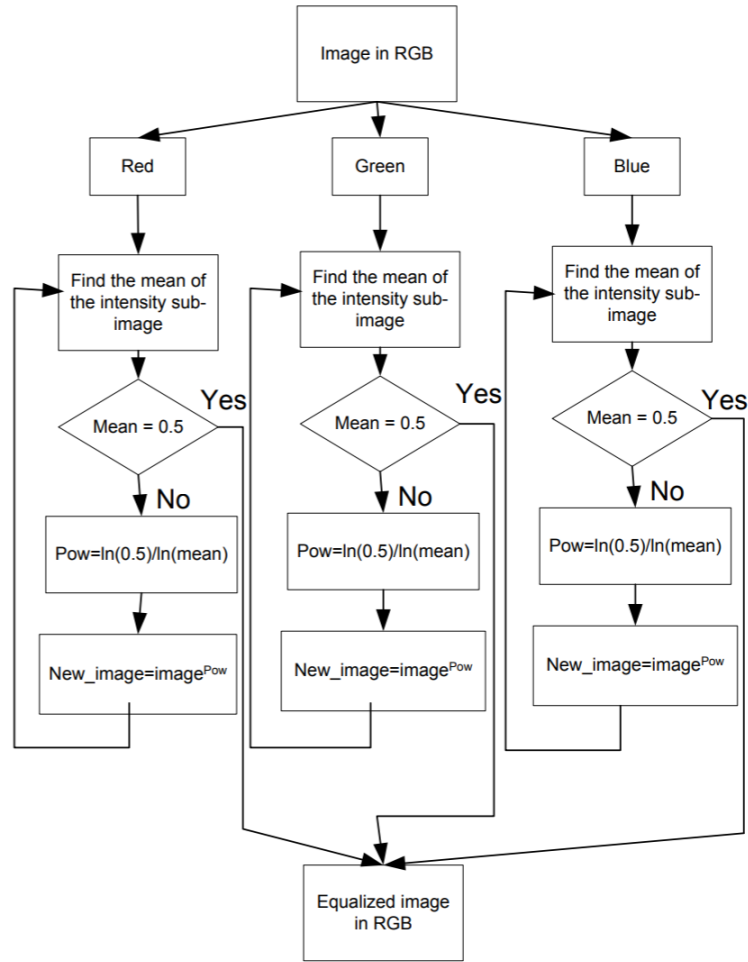 Image in RGB
Red
Green
Blue
Find the mean of
the intensity sub-
image
Find the mean of
the intensity sub-
image
Find the mean of
the intensity sub-
image
Mean = 0.5
Yes
Mean = 0.5
Yes
Mean = 0.5
Yes
No
No
No
Pow=ln(0.5)/ln(mean)
Pow=ln(0.5)/ln(mean)
Pow=ln(0.5)/ln(mean)
New_image=image^Pow
New_image=image^Pow
New_image=image^Pow
Equalized image
in RGB